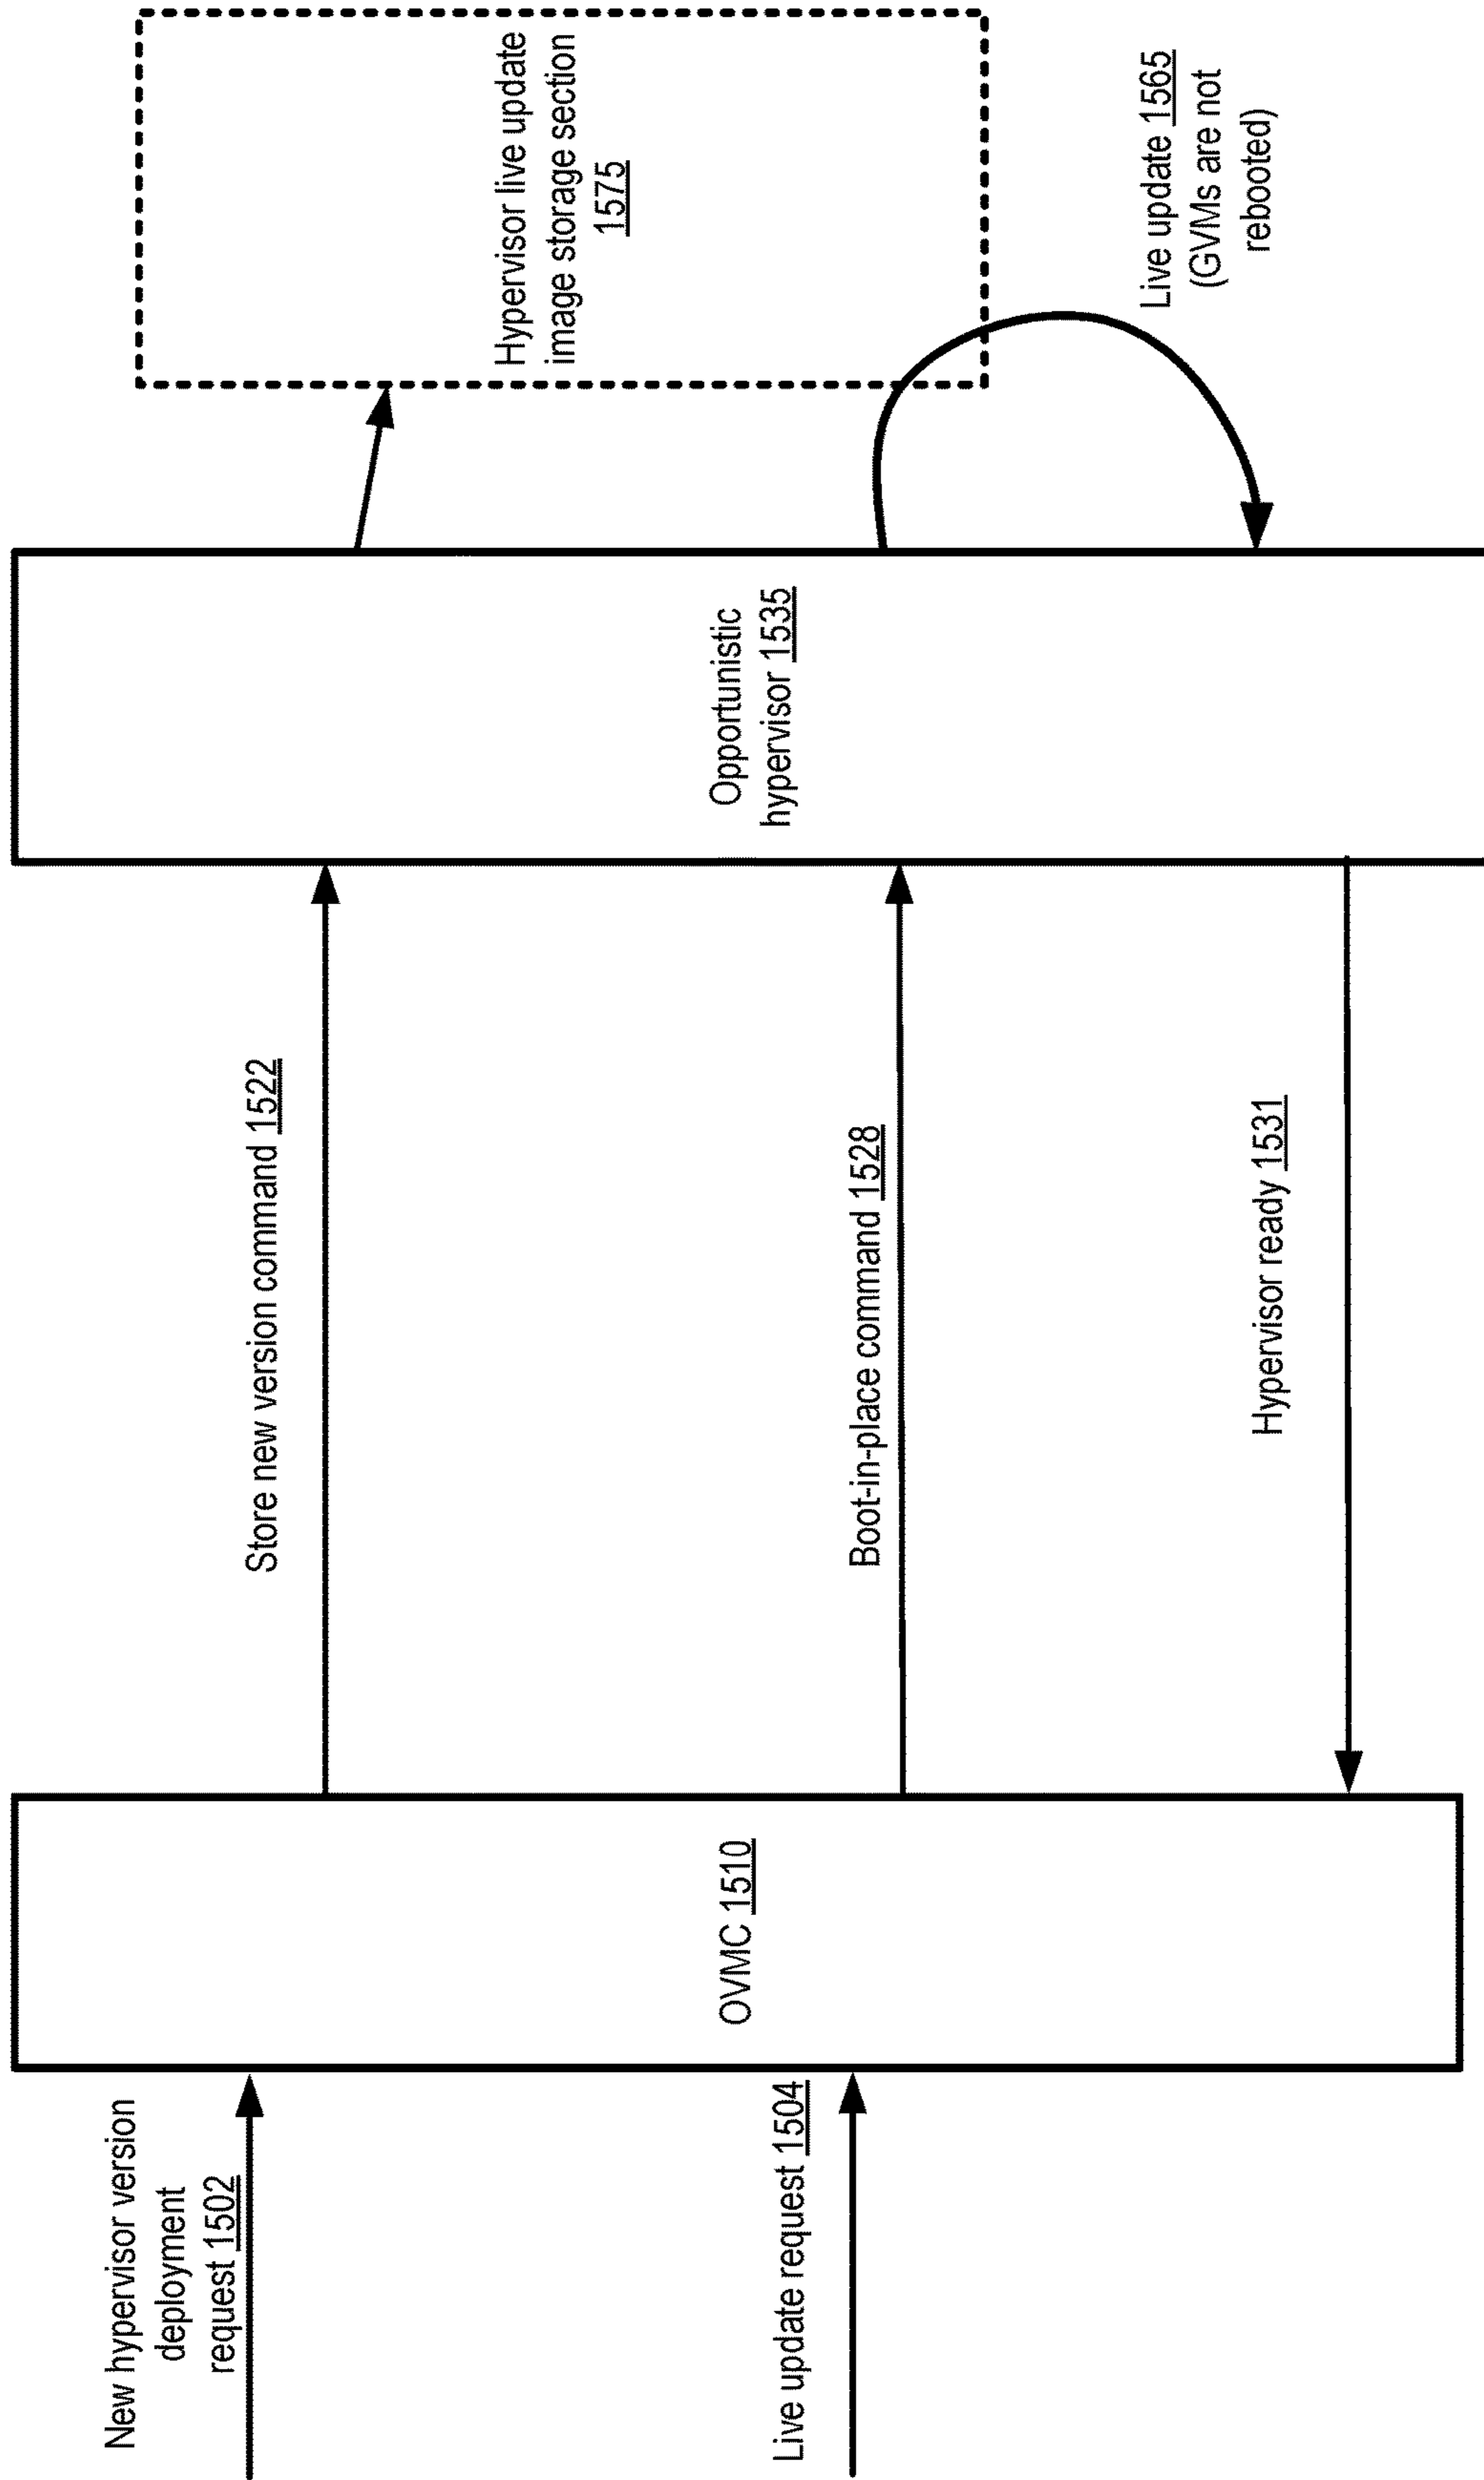 New hypervisor version
deployment
request 1502
Live update request 1504
OVMC 1510
Store new version command 1522
Boot-in-place command 1528
Hypervisor ready 1531
Opportunistic
hypervisor 1535
Hypervisor live update
image storage section
1575
Live update 1565
(GVMs are not
rebooted)